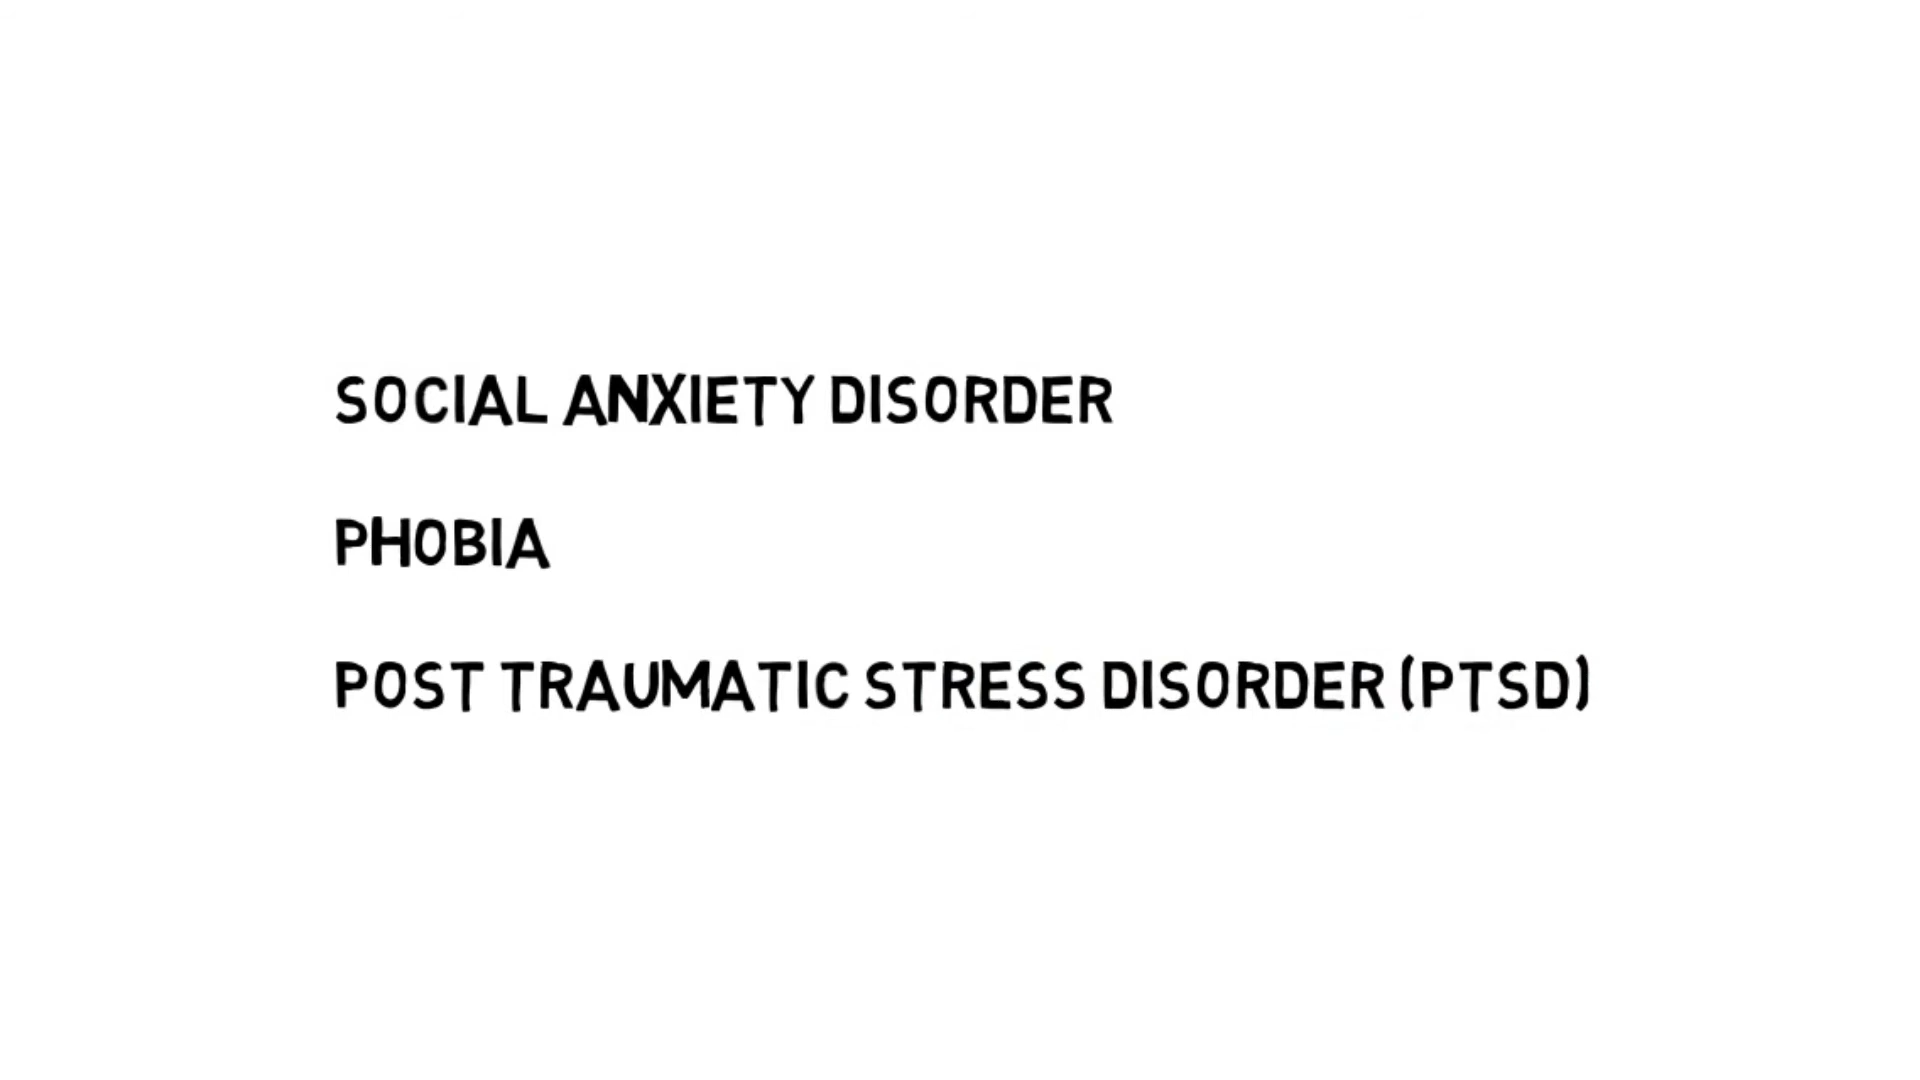 SOCIAL ANXIETY DISORDER
PHOBIA
POST TRAUMATIC STRESS DISORDER (PTSD)